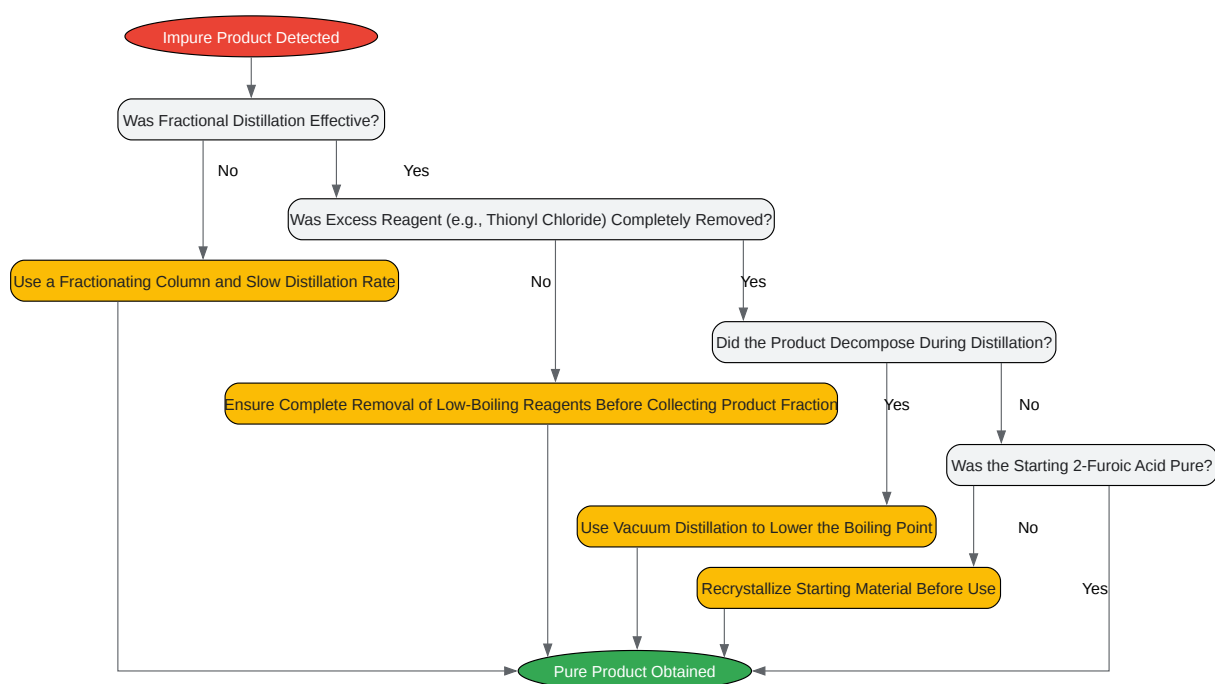 Impure Product Detected
Was Fractional Distillation Effective?
No
Yes
Was Excess Reagent (e.g., Thionyl Chloride) Completely Removed?
Use a Fractionating Column and Slow Distillation Rate
No
Yes
Did the Product Decompose During Distillation?
Ensure Complete Removal of Low-Boiling Reagents Before Collecting Product Fraction
Yes
No
Was the Starting 2-Furoic Acid Pure?
Use Vacuum Distillation to Lower the Boiling Point
No
Recrystallize Starting Material Before Use
Yes
Pure Product Obtained